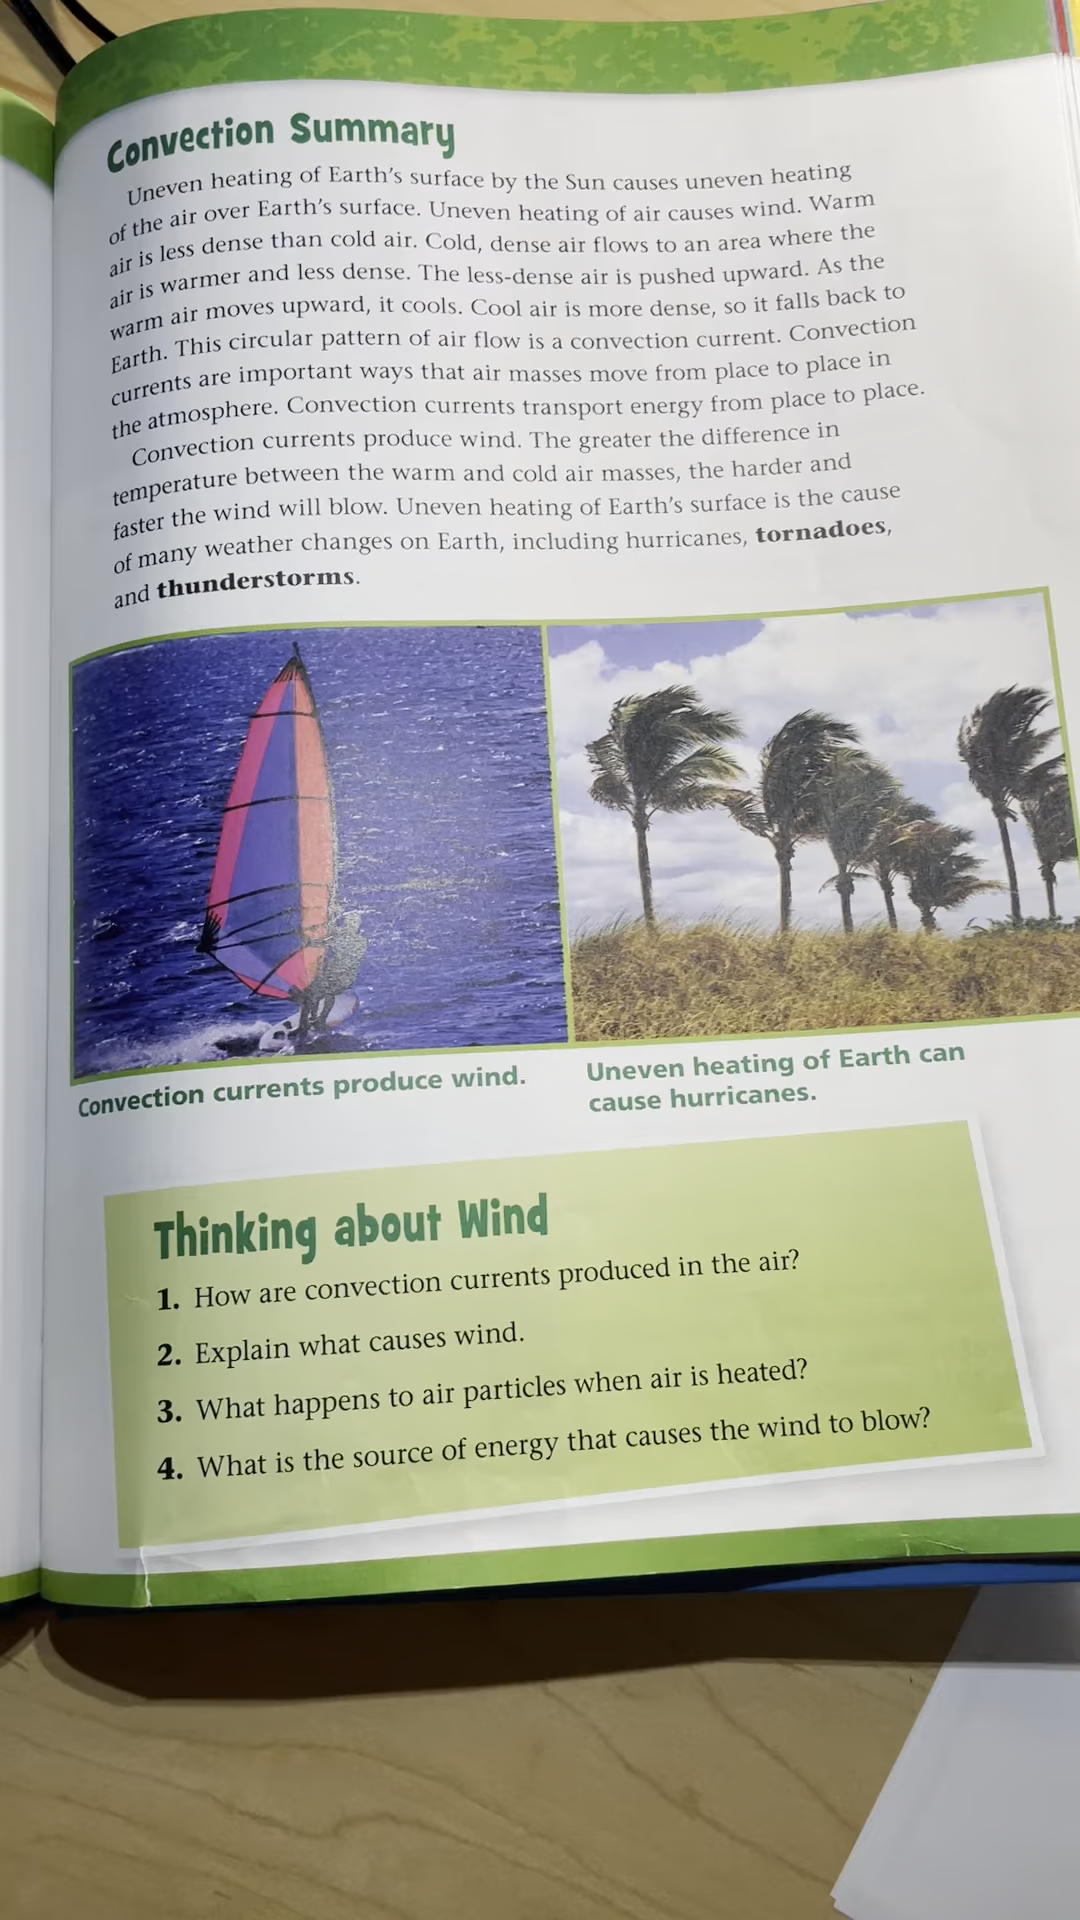 Convection Summary
Uneven heating of Earth's surface by the Sun causes uneven heating
of the air over Earth's surface. Uneven heating of air causes wind. Warm
air is less dense than cold air. Cold, dense air flows to an area where the
air is warmer and less dense. The less-dense air is pushed upward. As the
warm air moves upward, it cools. Cool air is more dense, so it falls back to
Earth. This circular pattern of air flow is a convection current. Convection
currents are important ways that air masses move from place to place in
the atmosphere. Convection currents transport energy from place to place.
Convection currents produce wind. The greater the difference in
temperature between the warm and cold air masses, the harder and
faster the wind will blow. Uneven heating of Earth's surface is the cause
of many weather changes on Earth, including hurricanes, tornadoes,
and thunderstorms.
Convection currents produce wind.
Uneven heating of Earth can
cause hurricanes.
Thinking about Wind
1. How are convection currents produced in the air?
2. Explain what causes wind.
3. What happens to air particles when air is heated?
4. What is the source of energy that causes the wind to blow?